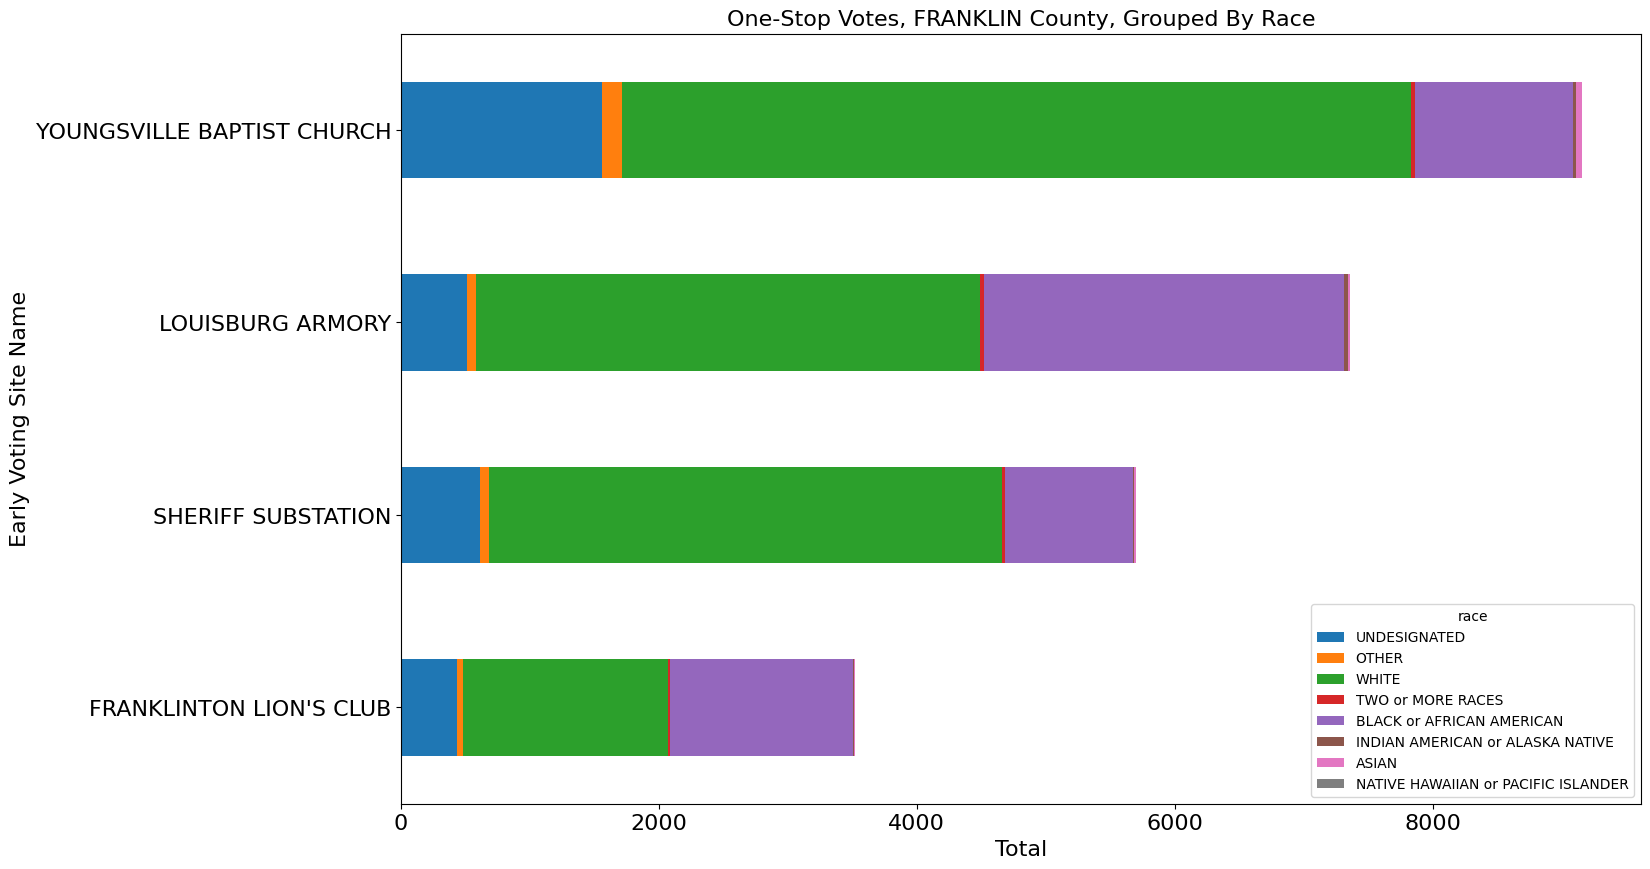 One-Stop Votes, FRANKLIN County, Grouped By Race
Early Voting Site Name
YOUNGSVILLE BAPTIST CHURCH
LOUISBURG ARMORY
SHERIFF SUBSTATION
FRANKLINTON LION'S CLUB
race
UNDESIGNATED
OTHER
WHITE
TWO or MORE RACES
BLACK or AFRICAN AMERICAN
INDIAN AMERICAN or ALASKA NATIVE
ASIAN
NATIVE HAWAIIAN or PACIFIC ISLANDER
0 2000 4000 6000 8000
Total